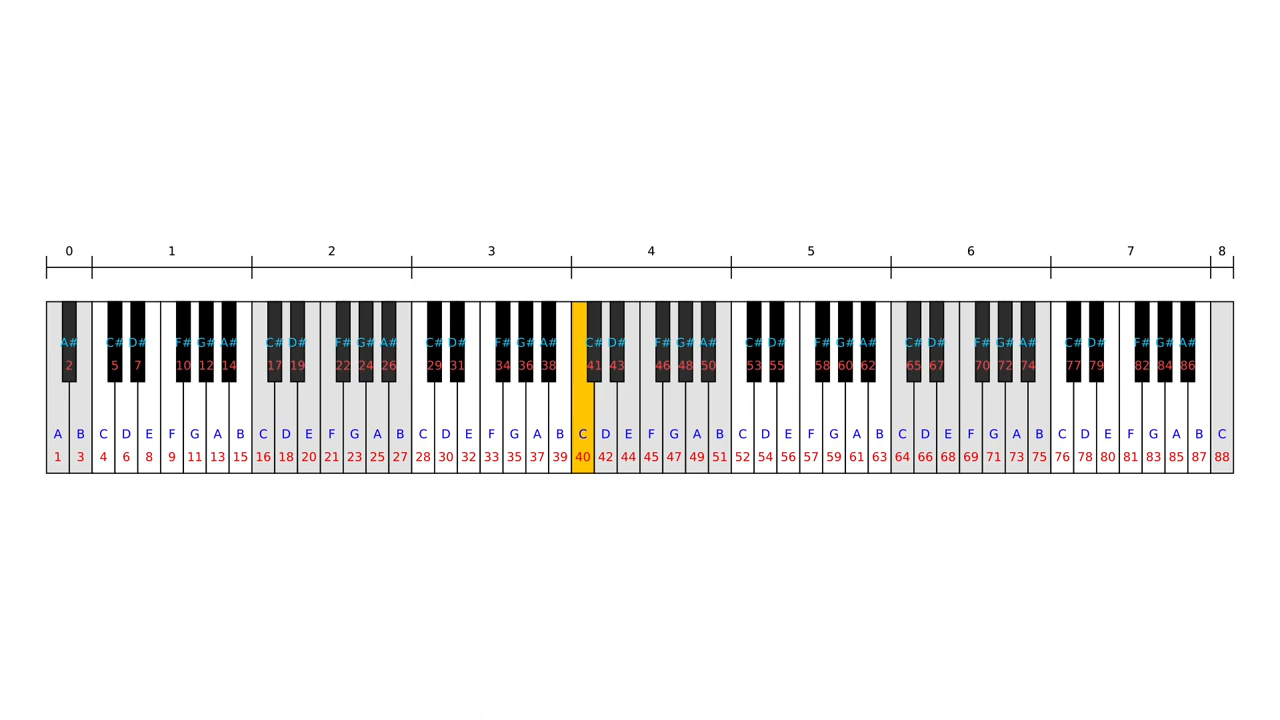 0 1 2 3 4 5 6 7 8
A# C# D# F# G# A# C# D# F# G# A# C# D# F# G# A# C# D# F# G# A# C# D# F# G# A# C# D# F# G# A# C# D# F# G# A#
2 5 7 10 12 14 17 19 22 24 26 29 31 34 36 38 41 43 46 48 50 53 55 58 60 62 65 67 70 72 74 77 79 82 84 86
A B C D E F G A B C D E F G A B C D E F G A B C D E F G A B C D E F G A B C D E F G A B C D E F G A B C
1 3 4 6 8 9 11 13 15 16 18 20 21 23 25 27 28 30 32 33 35 37 39 40 42 44 45 47 49 51 52 54 56 57 59 61 63 64 66 68 69 71 73 75 76 78 80 81 83 85 87 88